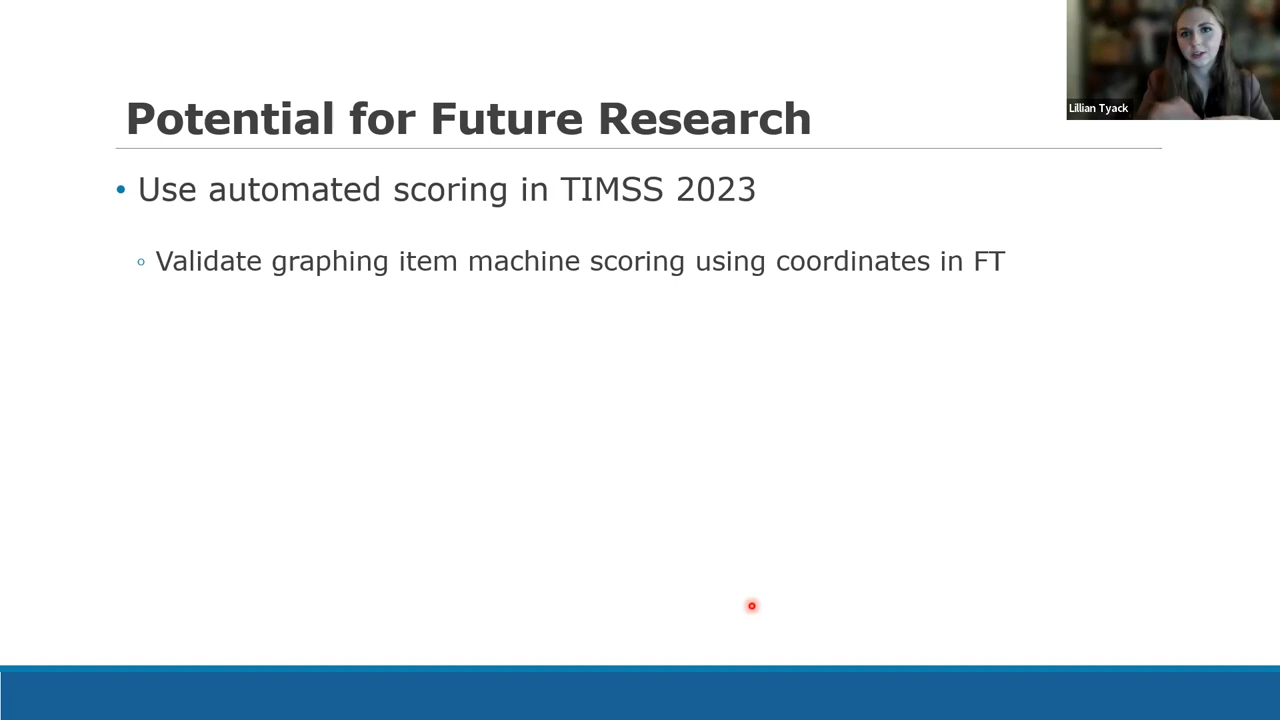 Lillian Tyack
Potential for Future Research
• Use automated scoring in TIMSS 2023
◦ Validate graphing item machine scoring using coordinates in FT